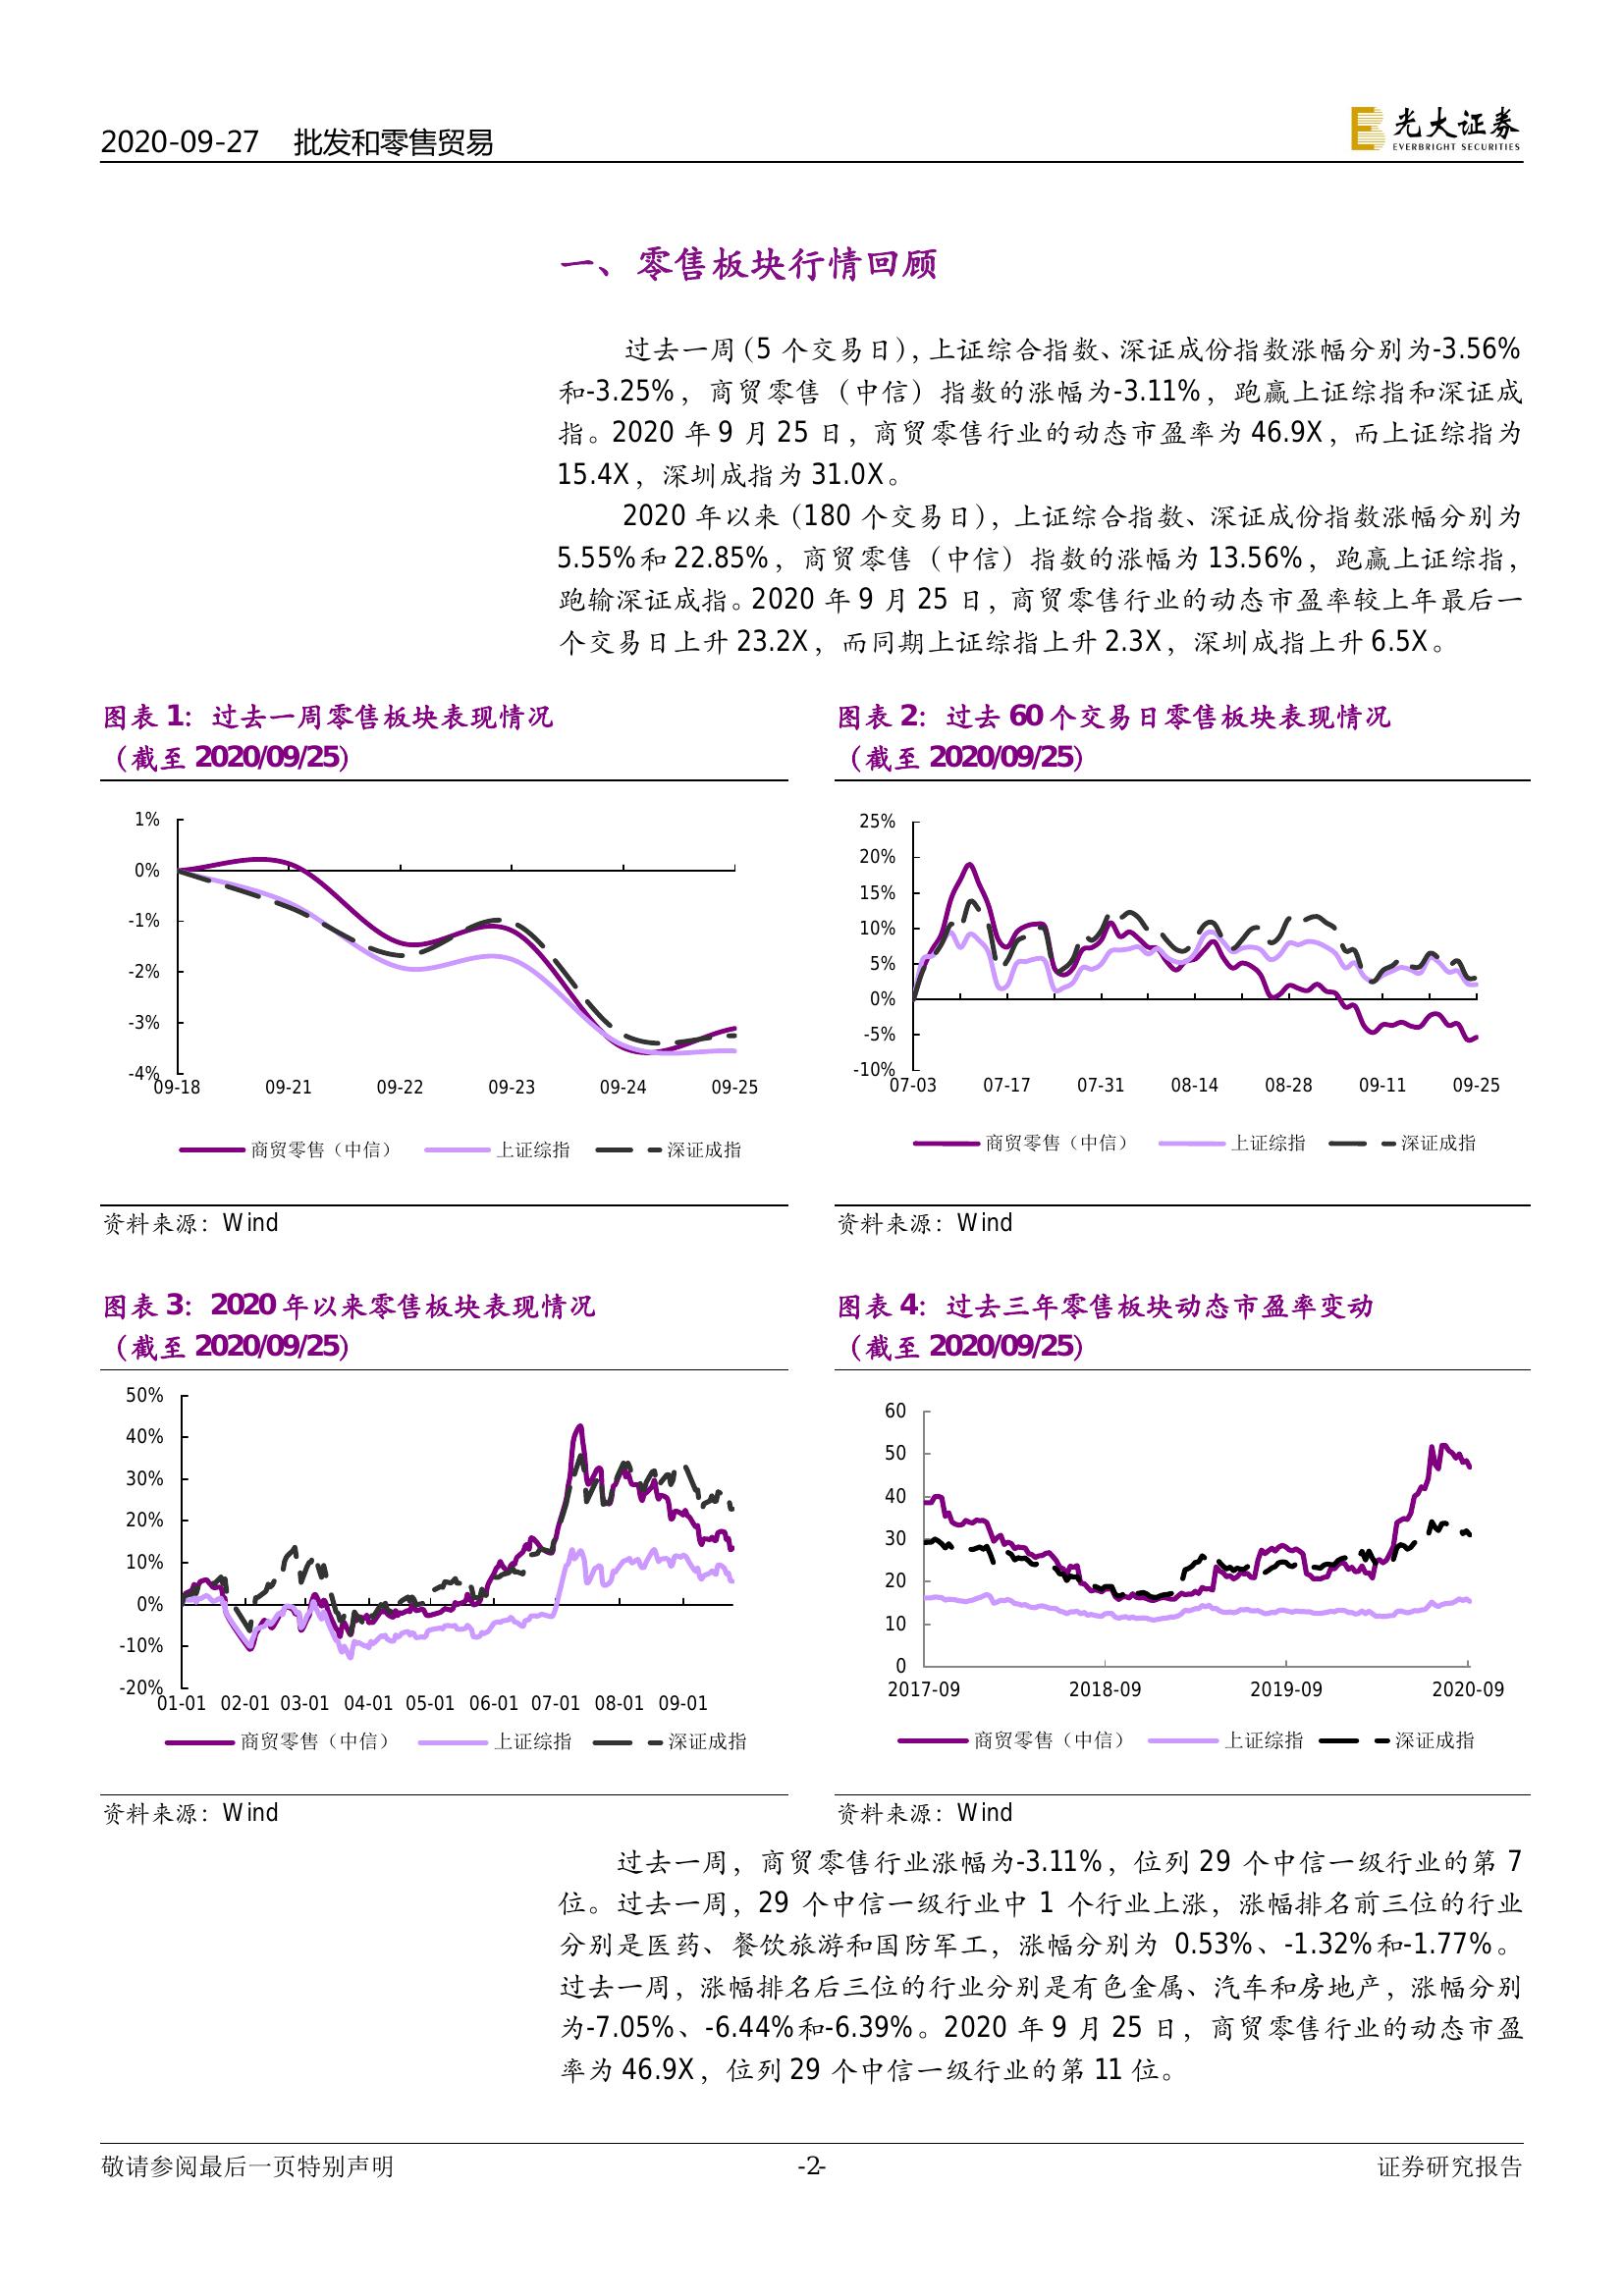 2020-09-27 批发和零售贸易
光大证券
EVERBRIGHT SECURITIES
一、零售板块行情回顾
过去一周（5 个交易日），上证综合指数、深证成份指数涨幅分别为-3.56%
和-3.25%，商贸零售（中信）指数的涨幅为-3.11%，跑赢上证综指和深证成
指。2020 年 9 月 25 日，商贸零售行业的动态市盈率为 46.9X，而上证综指为
15.4X，深圳成指为 31.0X。
2020 年以来（180 个交易日），上证综合指数、深证成份指数涨幅分别为
5.55%和 22.85%，商贸零售（中信）指数的涨幅为 13.56%，跑赢上证综指，
跑输深证成指。2020 年 9 月 25 日，商贸零售行业的动态市盈率较上年最后一
个交易日上升 23.2X，而同期上证综指上升 2.3X，深圳成指上升 6.5X。
图表 1：过去一周零售板块表现情况
（截至 2020/09/25）
1%
0%
-1%
-2%
-3%
-4%
09-18 09-21 09-22 09-23 09-24 09-25
商贸零售（中信） 上证综指 深证成指
资料来源：Wind
图表 2：过去 60 个交易日零售板块表现情况
（截至 2020/09/25）
25%
20%
15%
10%
5%
0%
-5%
-10%
07-03 07-17 07-31 08-14 08-28 09-11 09-25
商贸零售（中信） 上证综指 深证成指
资料来源：Wind
图表 3：2020 年以来零售板块表现情况
（截至 2020/09/25）
50%
40%
30%
20%
10%
0%
-10%
-20%
01-01 02-01 03-01 04-01 05-01 06-01 07-01 08-01 09-01
商贸零售（中信） 上证综指 深证成指
资料来源：Wind
图表 4：过去三年零售板块动态市盈率变动
（截至 2020/09/25）
60
50
40
30
20
10
0
2017-09 2018-09 2019-09 2020-09
商贸零售（中信） 上证综指 深证成指
资料来源：Wind
过去一周，商贸零售行业涨幅为-3.11%，位列 29 个中信一级行业的第 7
位。过去一周，29 个中信一级行业中 1 个行业上涨，涨幅排名前三位的行业
分别是医药、餐饮旅游和国防军工，涨幅分别为 0.53%、-1.32%和-1.77%。
过去一周，涨幅排名后三位的行业分别是有色金属、汽车和房地产，涨幅分别
为-7.05%、-6.44%和-6.39%。2020 年 9 月 25 日，商贸零售行业的动态市盈
率为 46.9X，位列 29 个中信一级行业的第 11 位。
敬请参阅最后一页特别声明 -2- 证券研究报告